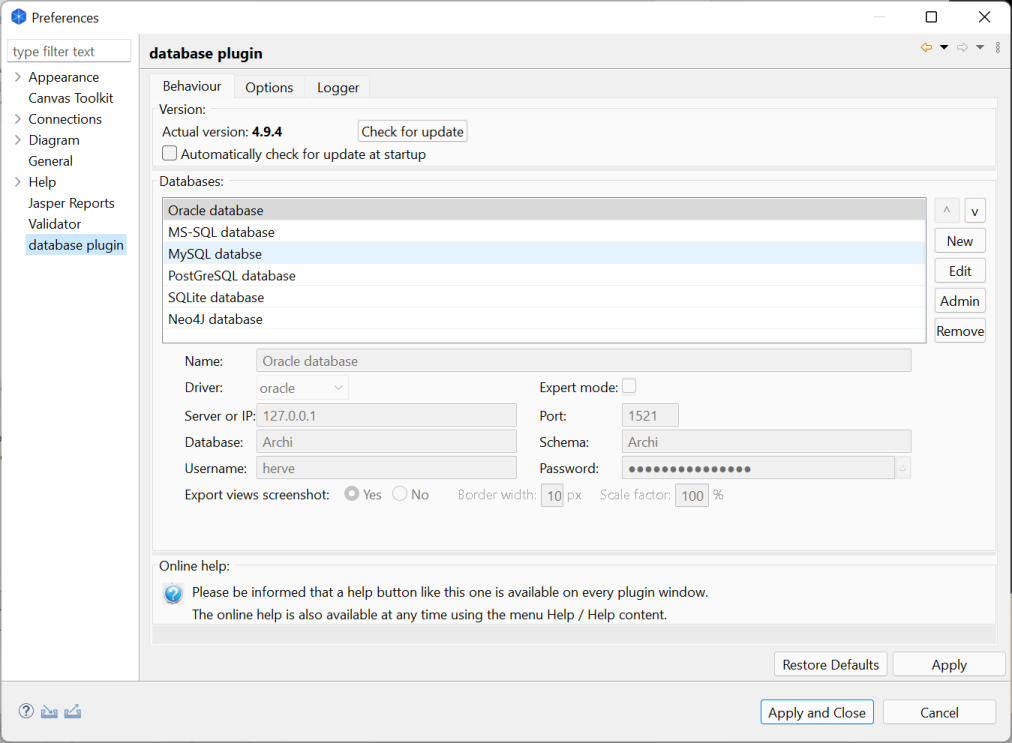 Preferences
type filter text
Appearance
Canvas Toolkit
Connections
Diagram
General
Help
Jasper Reports
Validator
database plugin
database plugin
Behaviour Options Logger
Version:
Actual version: 4.9.4 Check for update
Automatically check for update at startup
Databases:
Oracle database
MS-SQL database
MySQL databse
PostGreSQL database
SQLite database
Neo4J database
^ v
New
Edit
Admin
Remove
Name: Oracle database
Driver: oracle Expert mode:
Server or IP: 127.0.0.1 Port: 1521
Database: Archi Schema: Archi
Username: herve Password: ●●●●●●●●●●●●●●●
Export views screenshot: Yes No Border width: 10 px Scale factor: 100 %
Online help:
Please be informed that a help button like this one is available on every plugin window.
The online help is also available at any time using the menu Help / Help content.
Restore Defaults Apply
Apply and Close Cancel